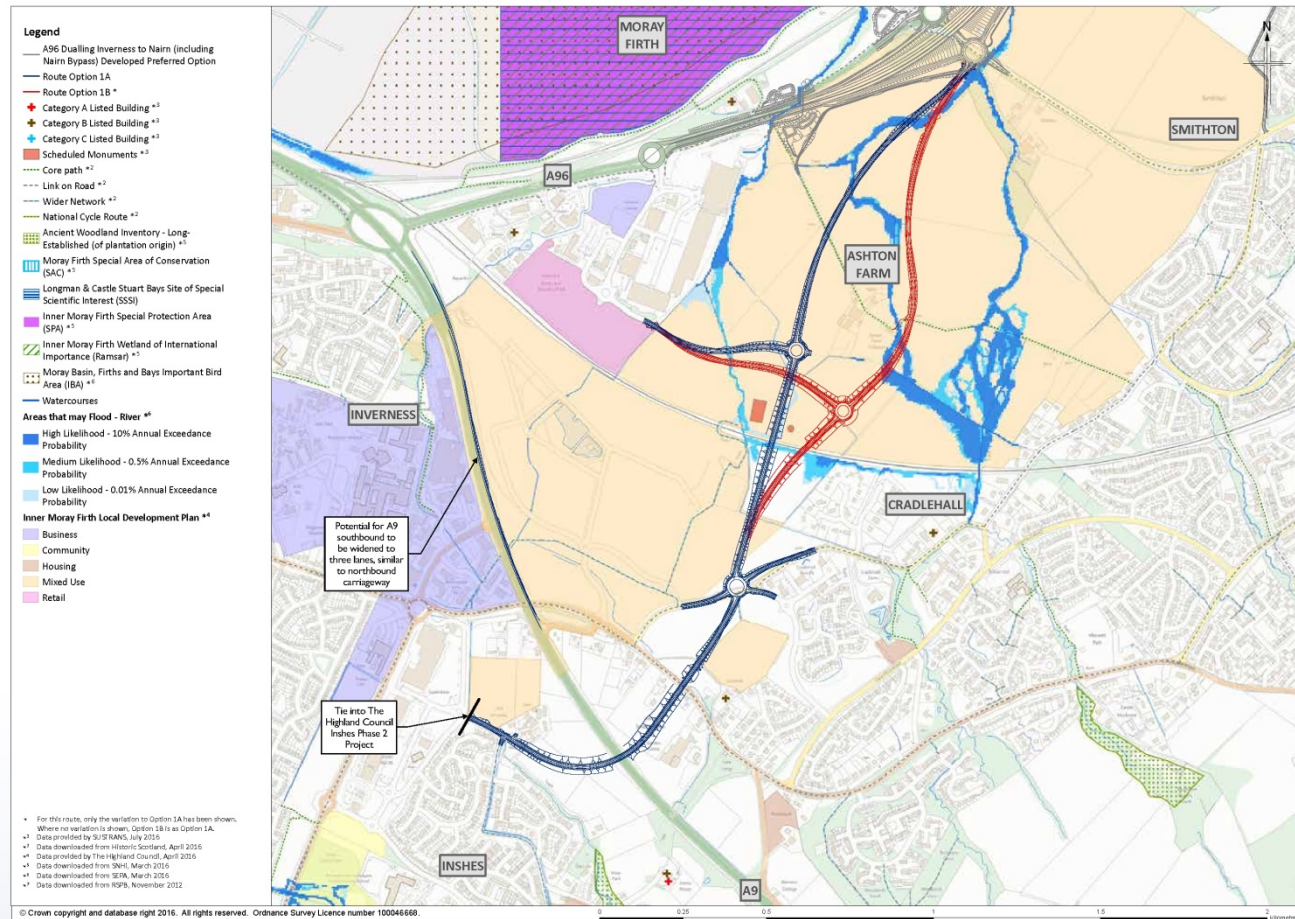 Legend
A96 Dualling Inverness to Nairn (including
Nairn Bypass) Developed Preferred Option
Route Option 1A
Route Option 1B *
Category A Listed Building *³
Category B Listed Building *³
Category C Listed Building *³
Scheduled Monuments *³
Core path *²
Link on Road *²
Wider Network *²
National Cycle Route *²
Ancient Woodland Inventory - Long-
Established (of plantation origin) *⁵
Moray Firth Special Area of Conservation
(SAC) *⁵
Longman & Castle Stuart Bays Site of Special
Scientific Interest (SSSI)
Inner Moray Firth Special Protection Area
(SPA) *⁵
Inner Moray Firth Wetland of International
Importance (Ramsar) *⁵
Moray Basin, Firths and Bays Important Bird
Area (IBA) *⁶
Watercourses
Areas that may Flood - River *⁶
High Likelihood - 10% Annual Exceedance
Probability
Medium Likelihood - 0.5% Annual Exceedance
Probability
Low Likelihood - 0.01% Annual Exceedance
Probability
Inner Moray Firth Local Development Plan *⁴
Business
Community
Housing
Mixed Use
Retail
* For this route, only the variation to Option 1A has been shown.
Where no variation is shown, Option 1B is as Option 1A.
Data provided by SUSTRANS, July 2016
Data downloaded from Historic Scotland, April 2016
Data provided by The Highland Council, April 2016
Data downloaded from SNHI, March 2016
Data downloaded from SEPA, March 2016
Data downloaded from RSPB, November 2012
© Crown copyright and database right 2016. All rights reserved. Ordnance Survey Licence number 100046668.
MORAY
FIRTH
N
SMITHTON
A96
ASHTON
FARM
INVERNESS
CRADLEHALL
Potential for A9
southbound to
be widened to
three lanes, similar
to northbound
carriageway
Tie into The
Highland Council
Inshes Phase 2
Project
INSHES
A9
0 0.25 0.5 1 1.5 2